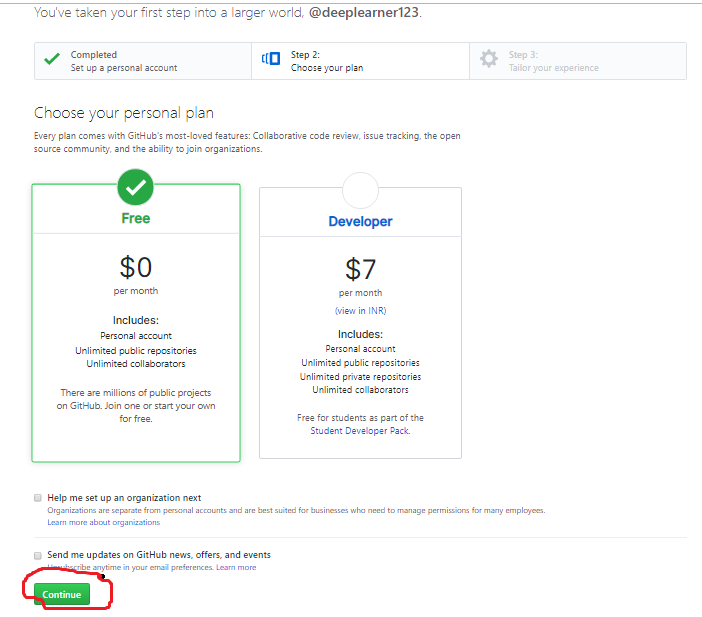 You've taken your first step into a larger world, @deeplearner123.
Completed
Set up a personal account
Step 2:
Choose your plan
Step 3:
Tailor your experience
Choose your personal plan
Every plan comes with GitHub's most-loved features: Collaborative code review, issue tracking, the open
source community, and the ability to join organizations.
Free
$0
per month
Includes:
Personal account
Unlimited public repositories
Unlimited collaborators
There are millions of public projects
on GitHub. Join one or start your own
for free.
Developer
$7
per month
(view in INR)
Includes:
Personal account
Unlimited public repositories
Unlimited private repositories
Unlimited collaborators
Free for students as part of the
Student Developer Pack.
Help me set up an organization next
Organizations are separate from personal accounts and are best suited for businesses who need to manage permissions for many employees.
Learn more about organizations
Send me updates on GitHub news, offers, and events
Unsubscribe anytime in your email preferences. Learn more
Continue